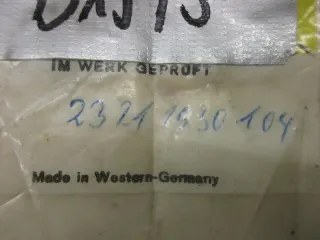 IM WERK GEPRÜFT
23 21 1930 104
Made in Western-Germany